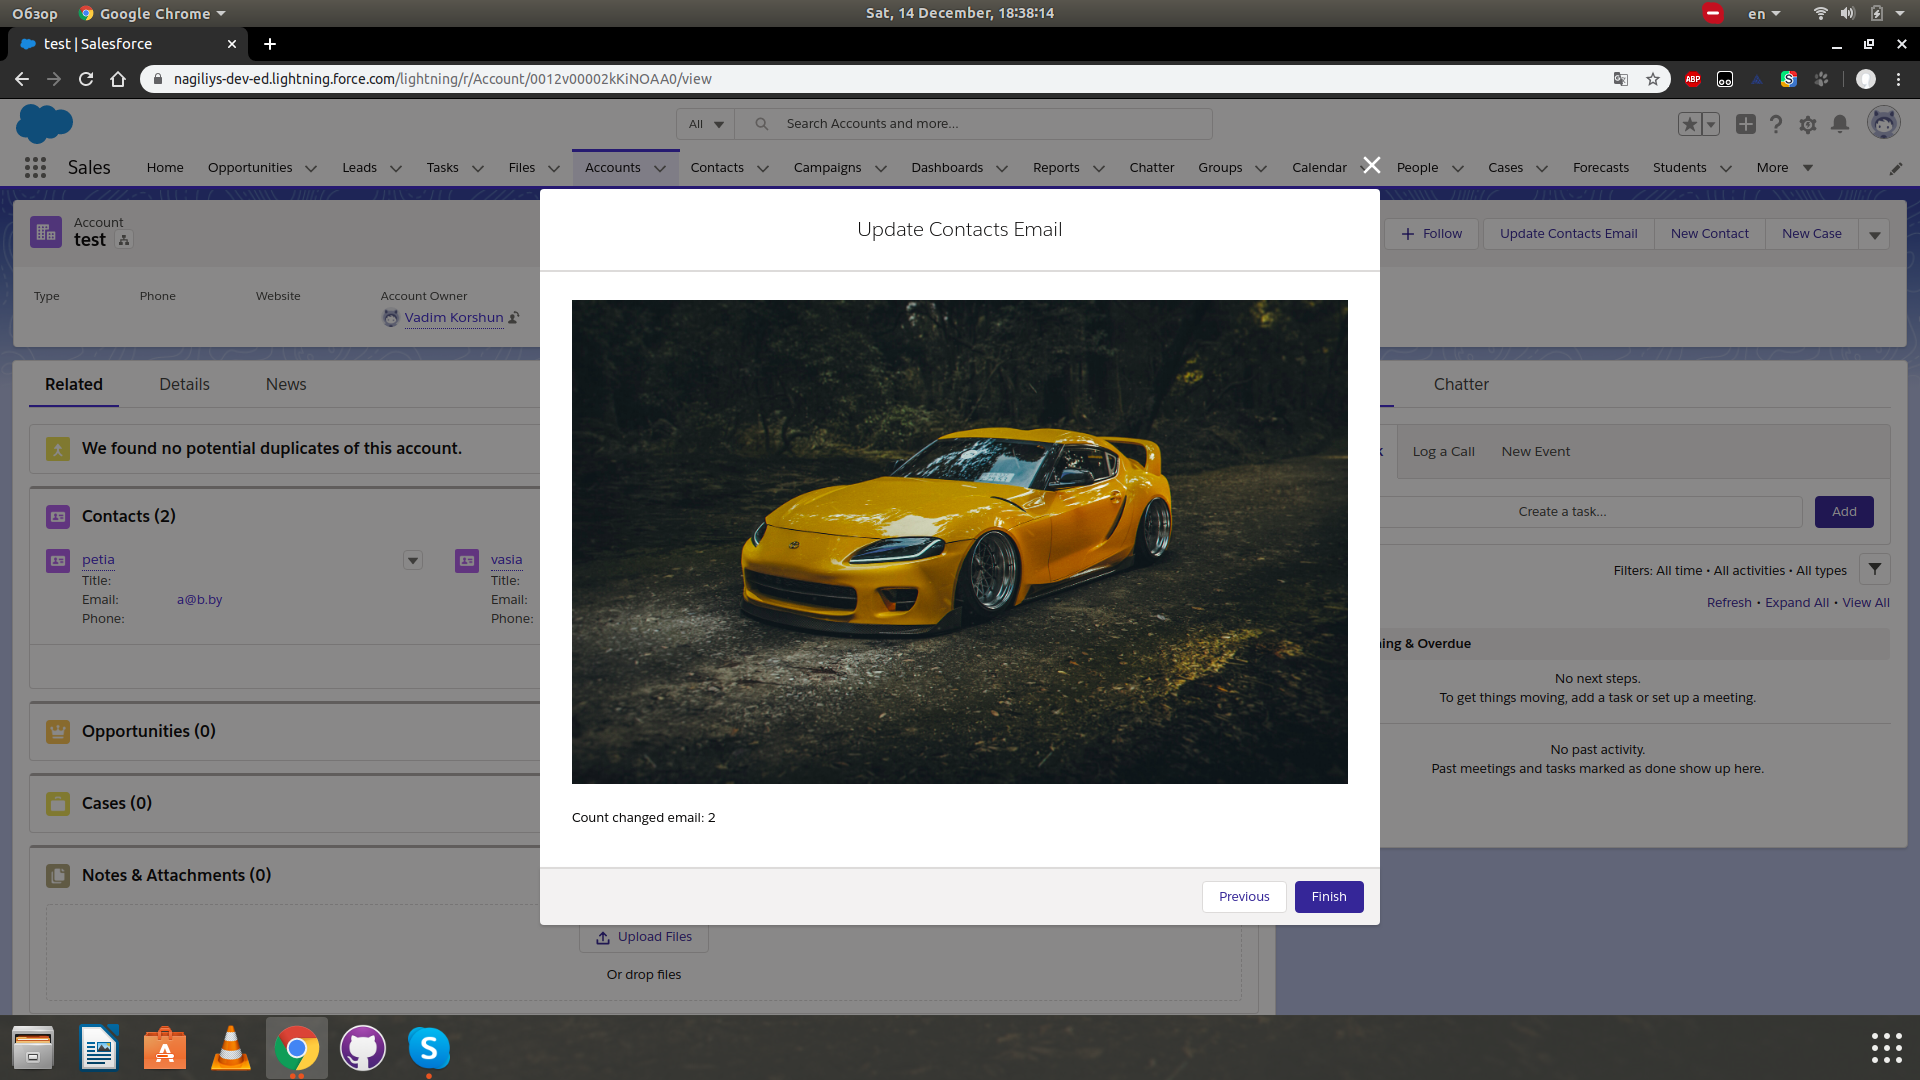 Обзор
Google Chrome
Sat, 14 December, 18:38:14
en
test | Salesforce
nagiliys-dev-ed.lightning.force.com/lightning/r/Account/0012v00002kKiNOAA0/view
ABP
All
Search Accounts and more...
Sales
Home
Opportunities
Leads
Tasks
Files
Accounts
Contacts
Campaigns
Dashboards
Reports
Chatter
Groups
Calendar
People
Cases
Forecasts
Students
More
Account
test
Follow
Update Contacts Email
New Contact
New Case
Type
Phone
Website
Account Owner
Vadim Korshun
Update Contacts Email
Related
Details
News
Chatter
We found no potential duplicates of this account.
Log a Call
New Event
Contacts (2)
Create a task...
Add
petia
Title:
Email: a@b.by
Phone:
vasia
Title:
Email:
Phone:
Filters: All time • All activities • All types
Refresh • Expand All • View All
ing & Overdue
No next steps.
To get things moving, add a task or set up a meeting.
Opportunities (0)
No past activity.
Past meetings and tasks marked as done show up here.
Cases (0)
Count changed email: 2
Notes & Attachments (0)
Previous
Finish
Upload Files
Or drop files